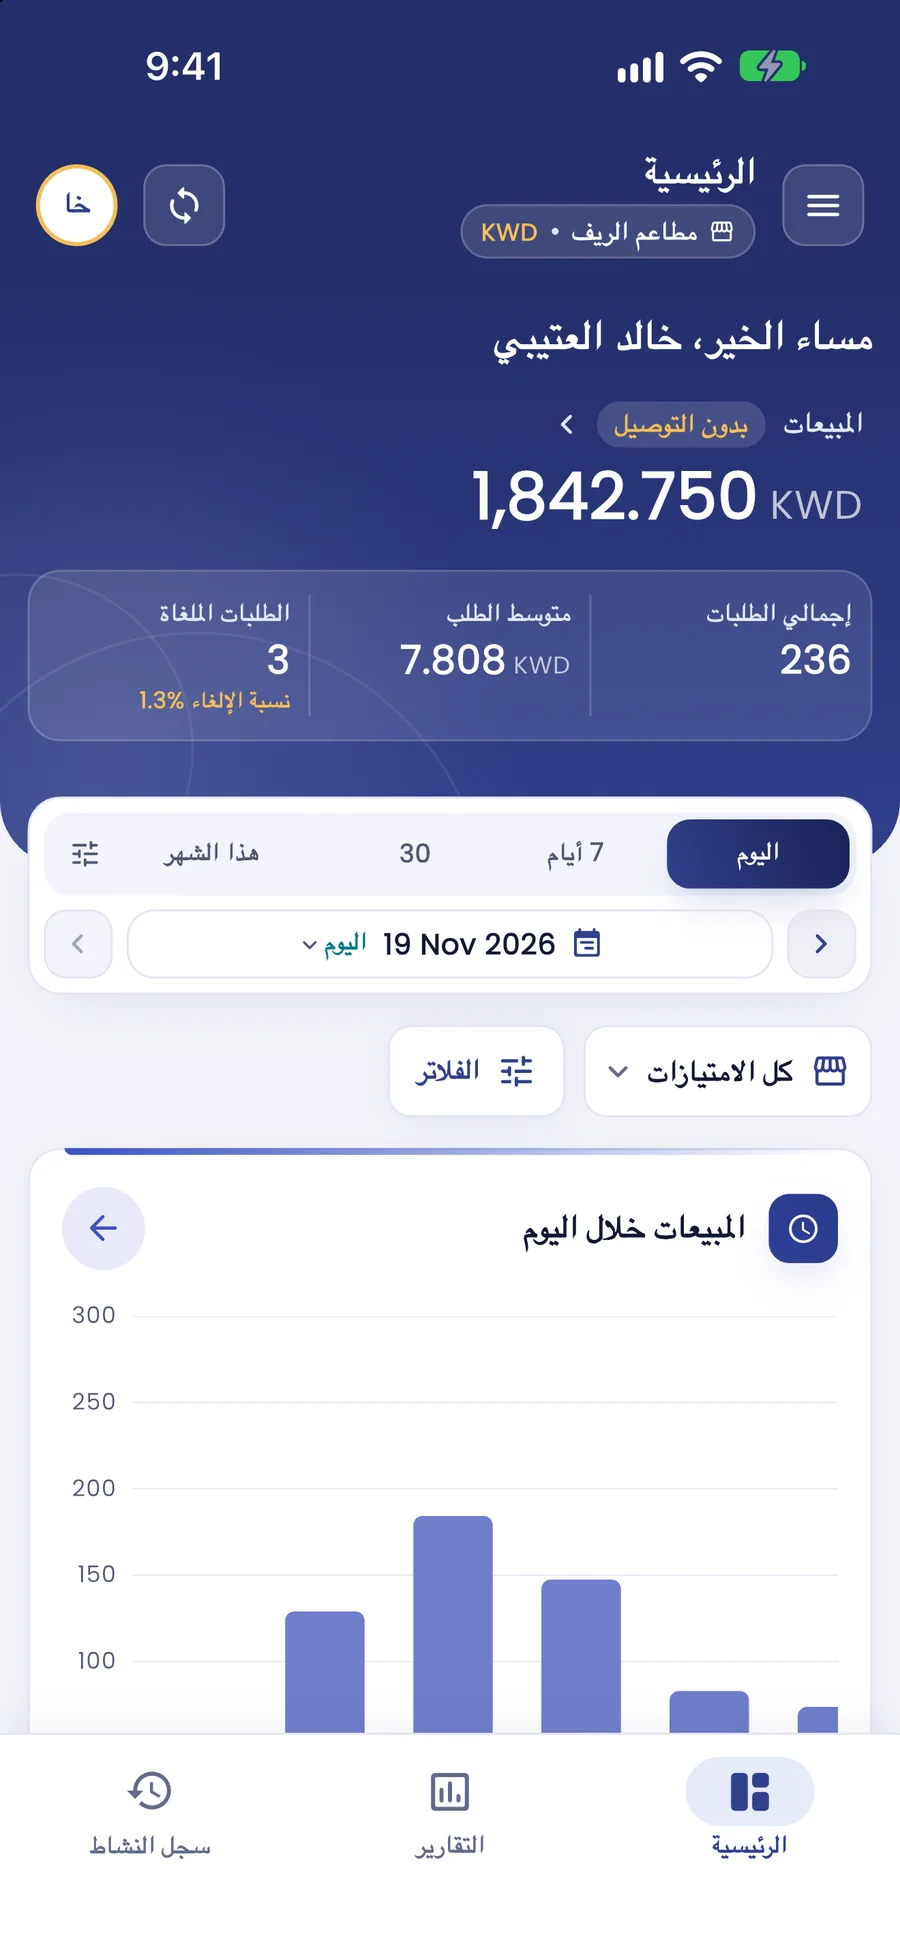 9:41
الرئيسية
مطاعم الريف • KWD
خا
مساء الخير، خالد العتيبي
المبيعات بدون التوصيل
1,842.750 KWD
إجمالي الطلبات
236
متوسط الطلب
7.808 KWD
الطلبات الملغاة
3
نسبة الإلغاء 1.3%
اليوم
7 أيام
30
هذا الشهر
19 Nov 2026 اليوم
كل الامتيازات
الفلاتر
المبيعات خلال اليوم
300
250
200
150
100
الرئيسية
التقارير
سجل النشاط